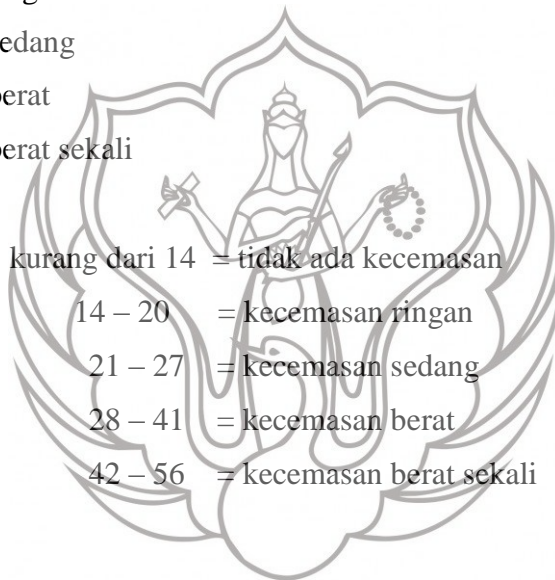 edang
berat
berat sekali
kurang dari 14 = tidak ada kecemasan
14 – 20 = kecemasan ringan
21 – 27 = kecemasan sedang
28 – 41 = kecemasan berat
42 – 56 = kecemasan berat sekali